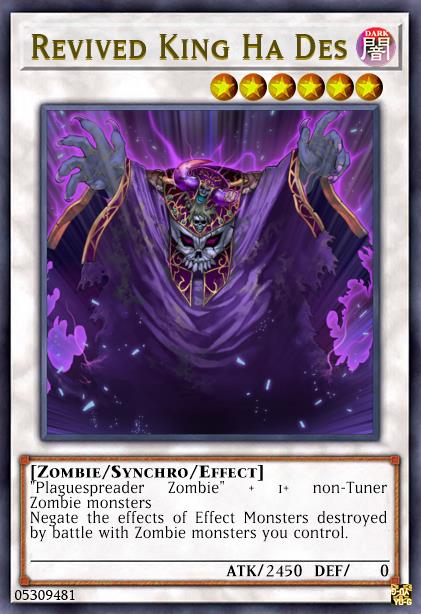 Revived King Ha Des
DARK
闇
[Zombie/Synchro/Effect]
"Plaguespreader Zombie" + 1+ non-Tuner
Zombie monsters
Negate the effects of Effect Monsters destroyed
by battle with Zombie monsters you control.
ATK/2450 DEF/ 0
05309481